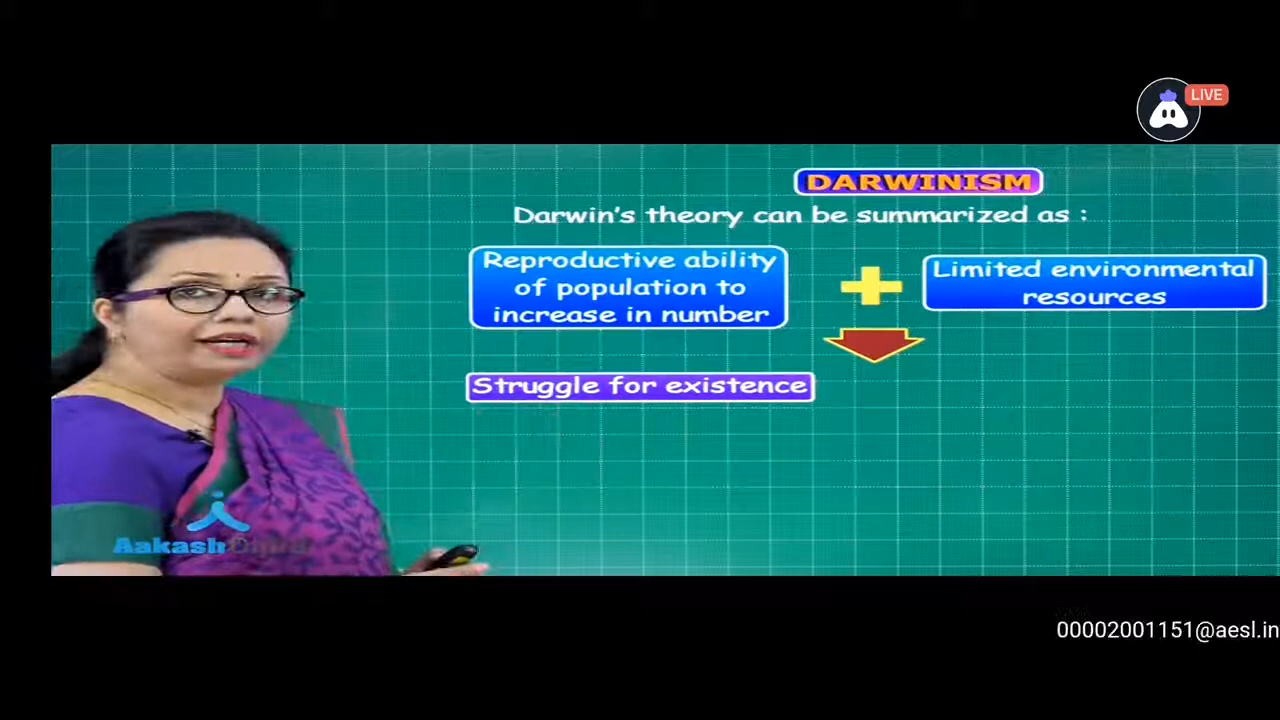 LIVE
DARWINISM
Darwin's theory can be summarized as :
Reproductive ability
of population to
increase in number
Limited environmental
resources
Struggle for existence
Aakash
00002001151@aesl.in